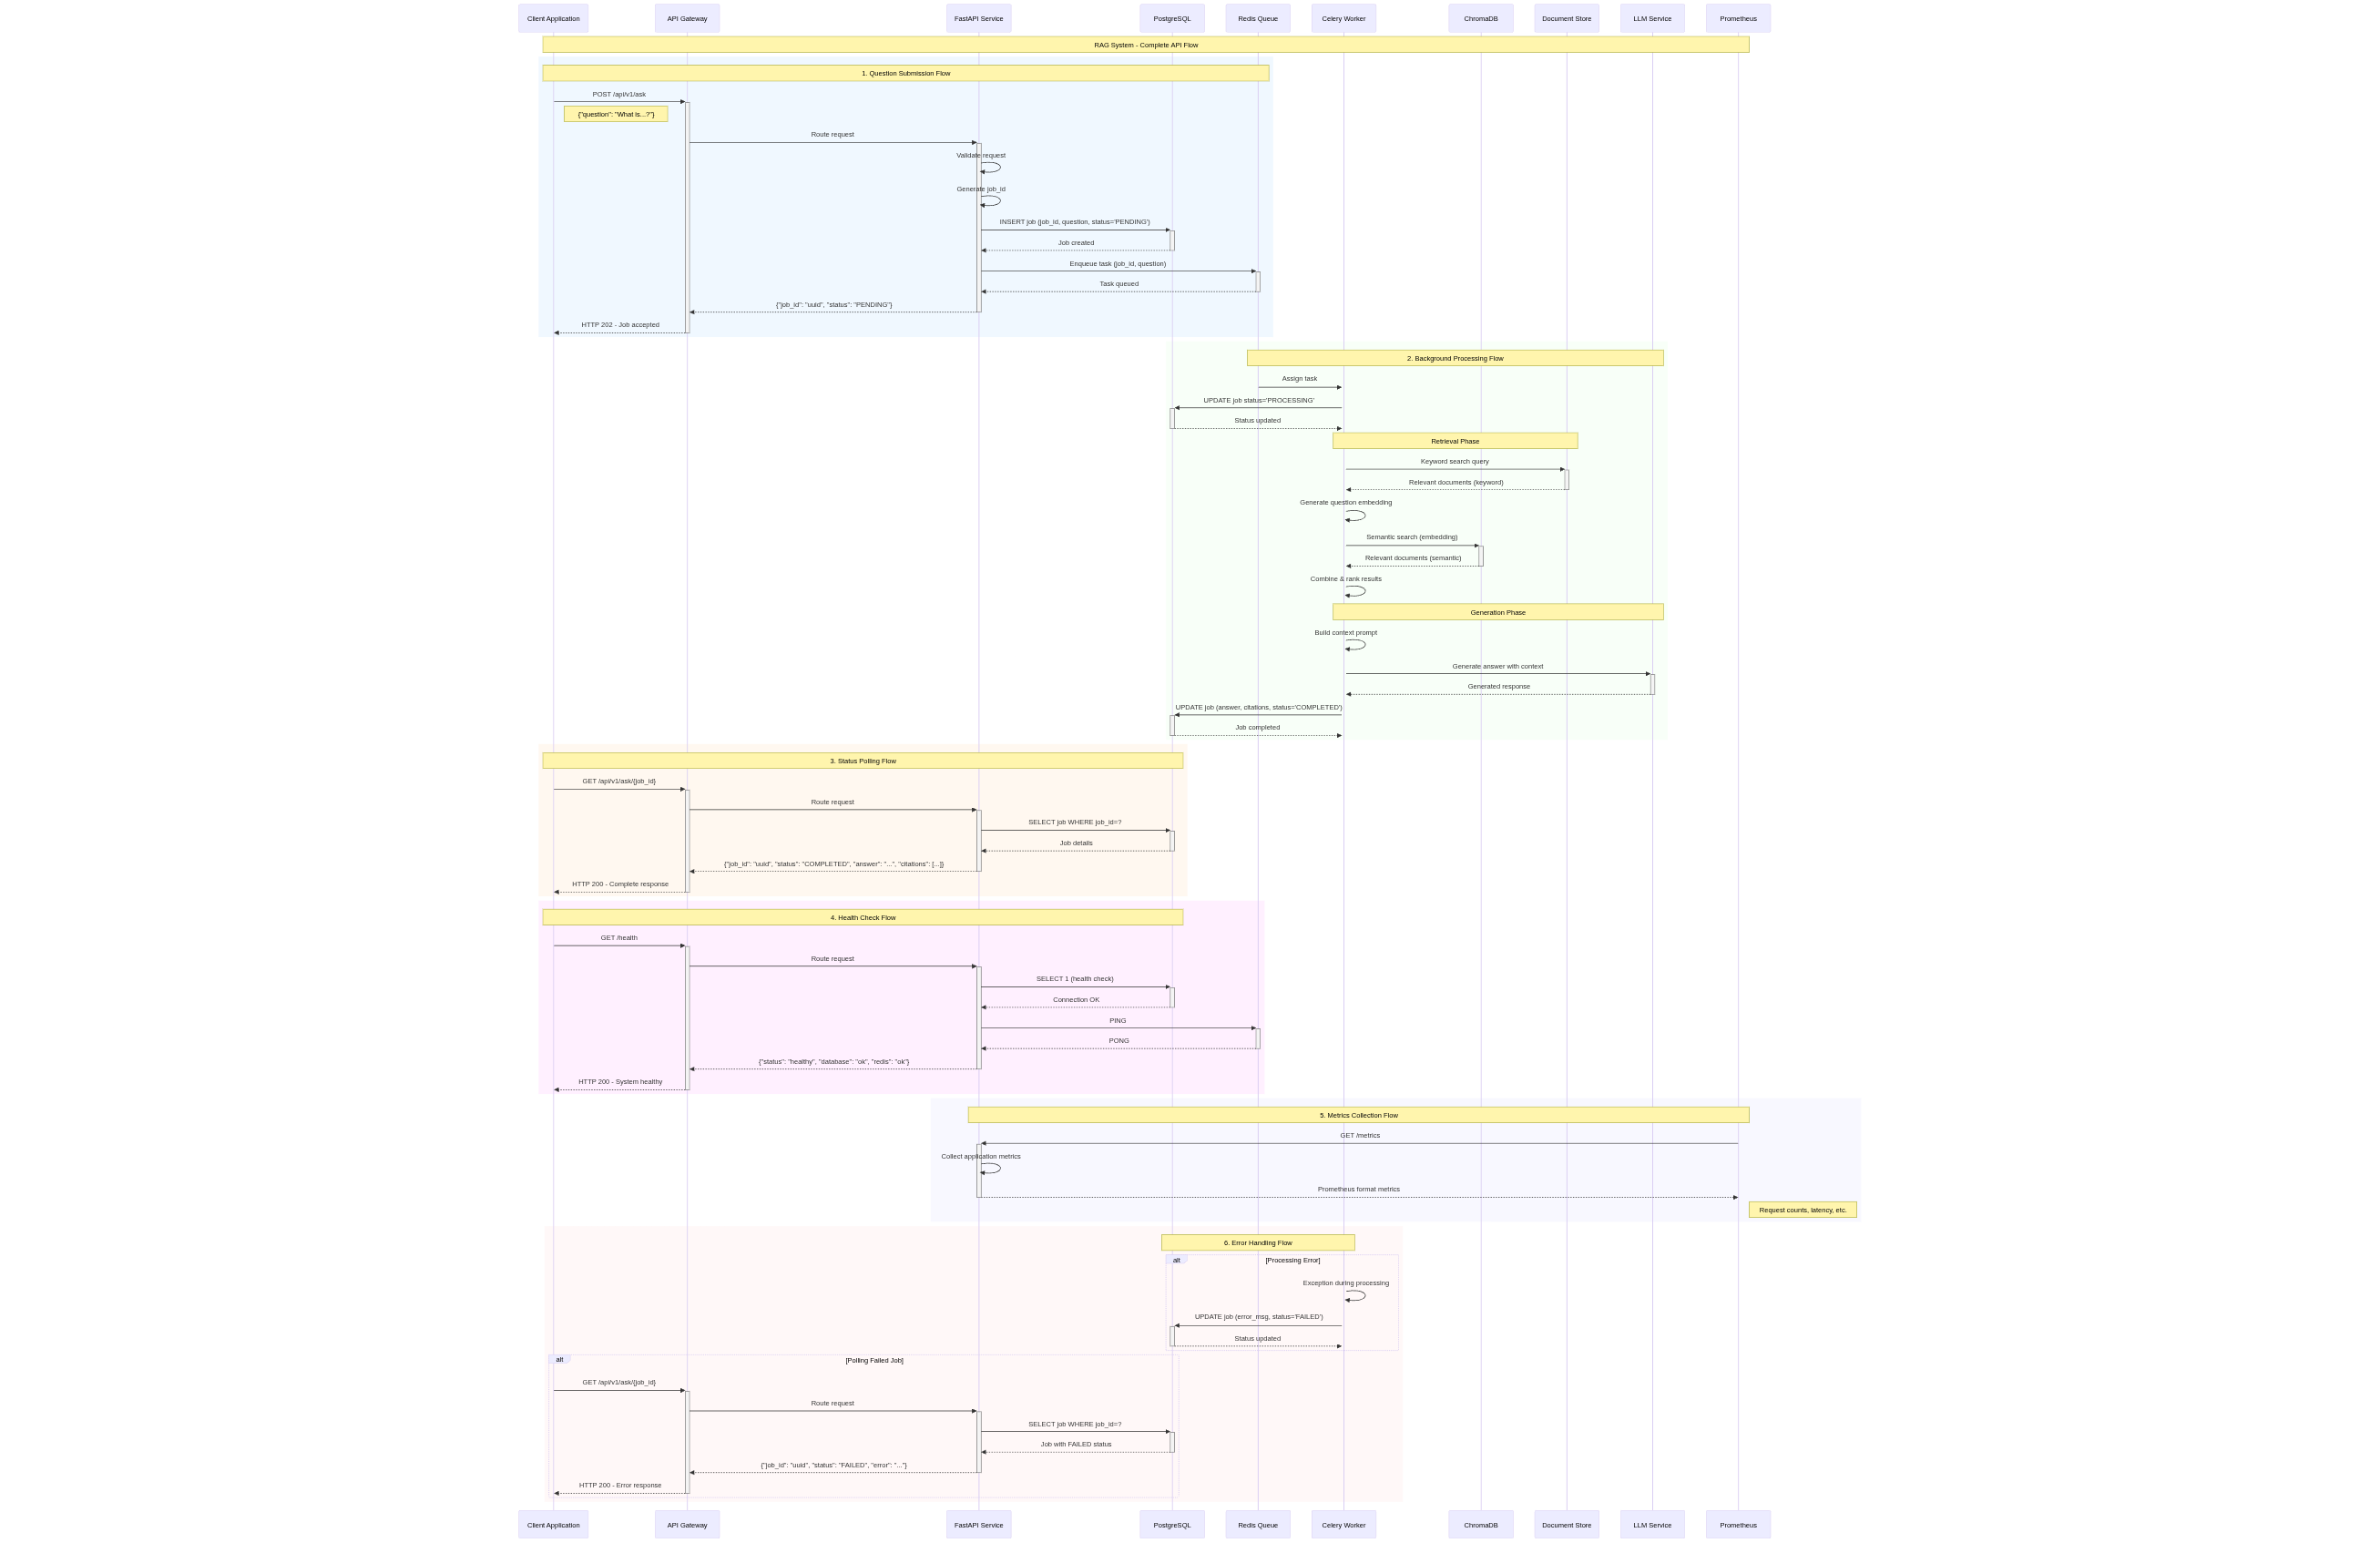 Client Application
API Gateway
FastAPI Service
PostgreSQL
Redis Queue
Celery Worker
ChromaDB
Document Store
LLM Service
Prometheus
RAG System - Complete API Flow
1. Question Submission Flow
POST /api/v1/ask
{"question": "What is...?"}
Route request
Validate request
Generate job_id
INSERT job (job_id, question, status='PENDING')
Job created
Enqueue task (job_id, question)
Task queued
{"job_id": "uuid", "status": "PENDING"}
HTTP 202 - Job accepted
2. Background Processing Flow
Assign task
UPDATE job status='PROCESSING'
Status updated
Retrieval Phase
Keyword search query
Relevant documents (keyword)
Generate question embedding
Semantic search (embedding)
Relevant documents (semantic)
Combine & rank results
Generation Phase
Build context prompt
Generate answer with context
Generated response
UPDATE job (answer, citations, status='COMPLETED')
Job completed
3. Status Polling Flow
GET /api/v1/ask/{job_id}
Route request
SELECT job WHERE job_id=?
Job details
{"job_id": "uuid", "status": "COMPLETED", "answer": "...", "citations": [...]}
HTTP 200 - Complete response
4. Health Check Flow
GET /health
Route request
SELECT 1 (health check)
Connection OK
PING
PONG
{"status": "healthy", "database": "ok", "redis": "ok"}
HTTP 200 - System healthy
5. Metrics Collection Flow
GET /metrics
Collect application metrics
Prometheus format metrics
Request counts, latency, etc.
6. Error Handling Flow
alt
[Processing Error]
Exception during processing
UPDATE job (error_msg, status='FAILED')
Status updated
alt
[Polling Failed Job]
GET /api/v1/ask/{job_id}
Route request
SELECT job WHERE job_id=?
Job with FAILED status
{"job_id": "uuid", "status": "FAILED", "error": "..."}
HTTP 200 - Error response
Client Application
API Gateway
FastAPI Service
PostgreSQL
Redis Queue
Celery Worker
ChromaDB
Document Store
LLM Service
Prometheus